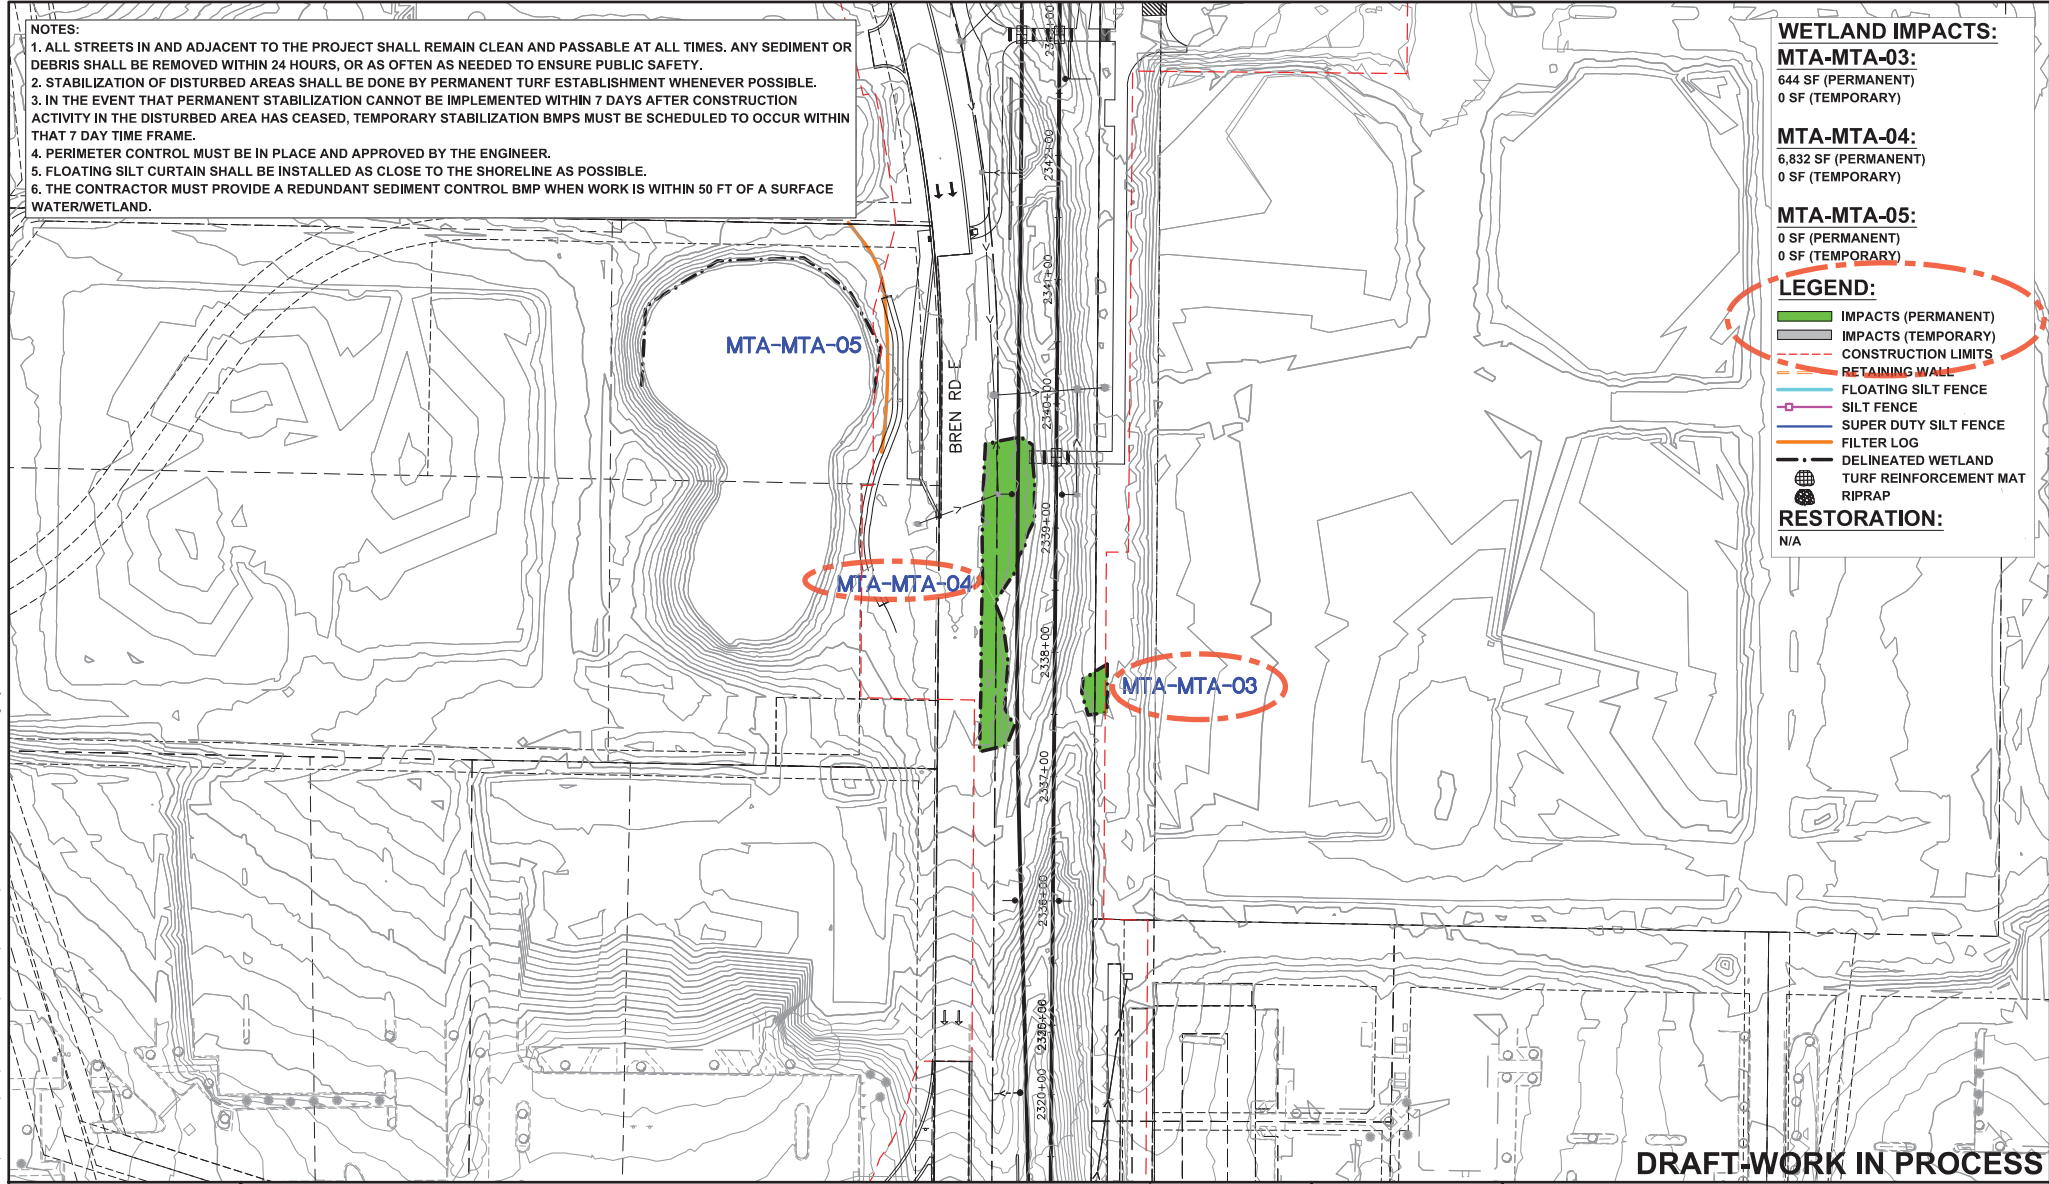 NOTES:
1. ALL STREETS IN AND ADJACENT TO THE PROJECT SHALL REMAIN CLEAN AND PASSABLE AT ALL TIMES. ANY SEDIMENT OR
DEBRIS SHALL BE REMOVED WITHIN 24 HOURS, OR AS OFTEN AS NEEDED TO ENSURE PUBLIC SAFETY.
2. STABILIZATION OF DISTURBED AREAS SHALL BE DONE BY PERMANENT TURF ESTABLISHMENT WHENEVER POSSIBLE.
3. IN THE EVENT THAT PERMANENT STABILIZATION CANNOT BE IMPLEMENTED WITHIN 7 DAYS AFTER CONSTRUCTION
ACTIVITY IN THE DISTURBED AREA HAS CEASED, TEMPORARY STABILIZATION BMPS MUST BE SCHEDULED TO OCCUR WITHIN
THAT 7 DAY TIME FRAME.
4. PERIMETER CONTROL MUST BE IN PLACE AND APPROVED BY THE ENGINEER.
5. FLOATING SILT CURTAIN SHALL BE INSTALLED AS CLOSE TO THE SHORELINE AS POSSIBLE.
6. THE CONTRACTOR MUST PROVIDE A REDUNDANT SEDIMENT CONTROL BMP WHEN WORK IS WITHIN 50 FT OF A SURFACE
WATER/WETLAND.
WETLAND IMPACTS:
MTA-MTA-03:
644 SF (PERMANENT)
0 SF (TEMPORARY)
MTA-MTA-04:
6,832 SF (PERMANENT)
0 SF (TEMPORARY)
MTA-MTA-05:
0 SF (PERMANENT)
0 SF (TEMPORARY)
LEGEND:
IMPACTS (PERMANENT)
IMPACTS (TEMPORARY)
CONSTRUCTION LIMITS
RETAINING WALL
FLOATING SILT FENCE
SILT FENCE
SUPER DUTY SILT FENCE
FILTER LOG
DELINEATED WETLAND
TURF REINFORCEMENT MAT
RIPRAP
RESTORATION:
N/A
2342+00
2341+00
2340+00
2339+00
2338+00
2337+00
2336+00
2320+00
BREN RD E
MTA-MTA-05
MTA-MTA-04
MTA-MTA-03
DRAFT-WORK IN PROCESS